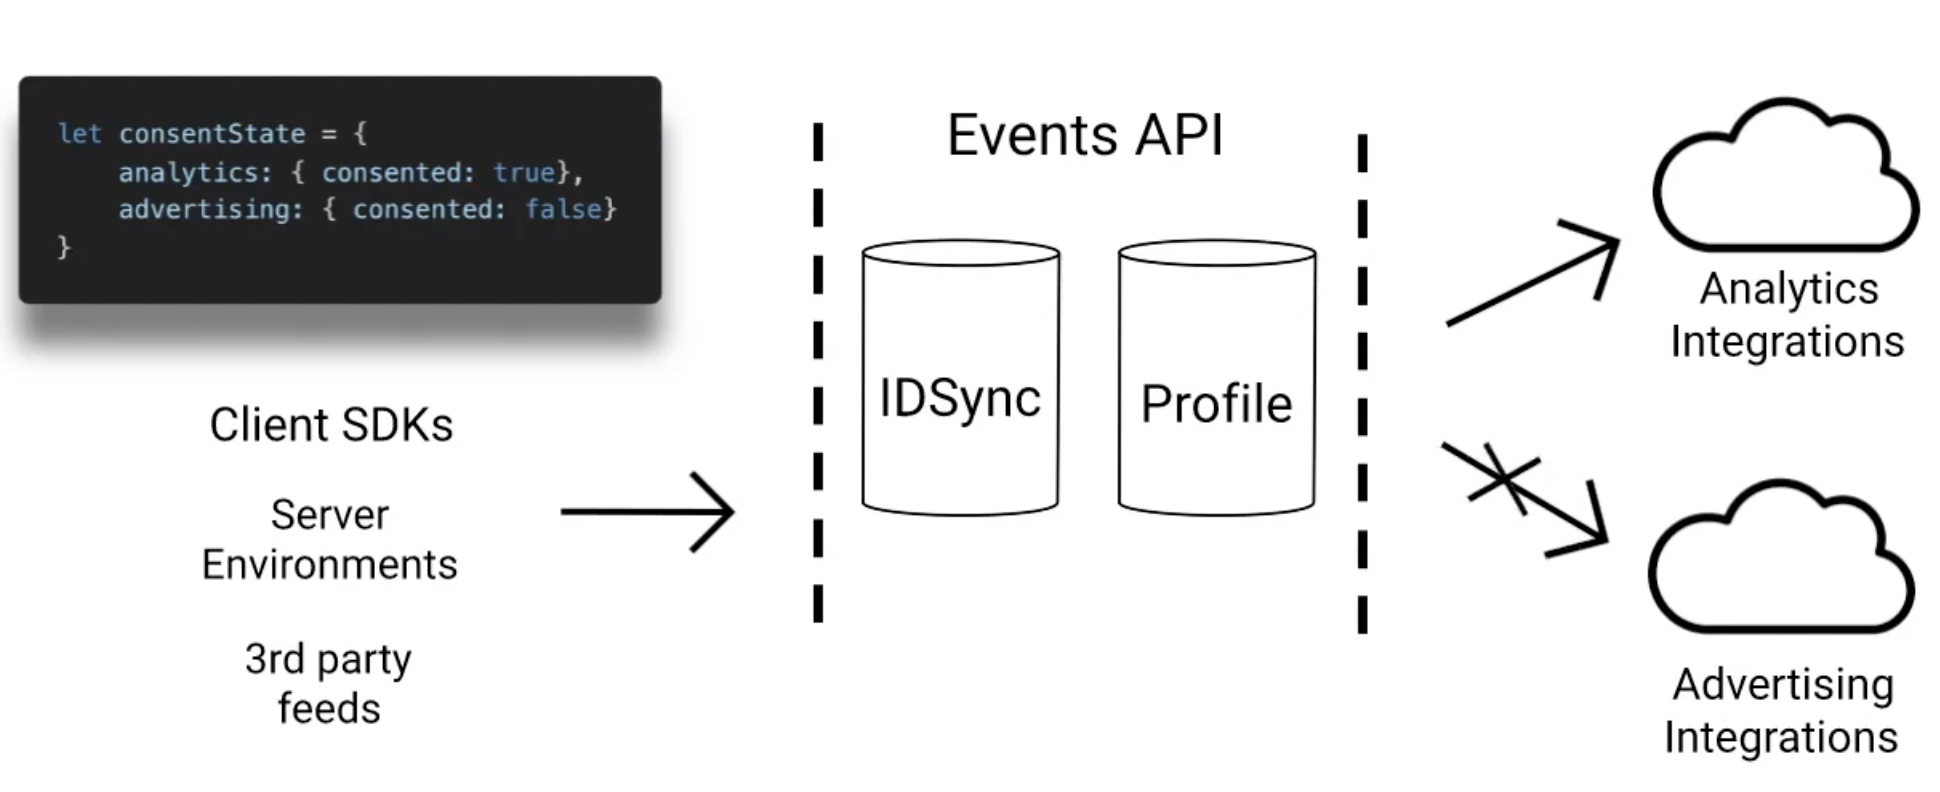 let consentState = {
    analytics: { consented: true},
    advertising: { consented: false}
}
Client SDKs
Server
Environments
3rd party
feeds
Events API
IDSync
Profile
Analytics
Integrations
Advertising
Integrations